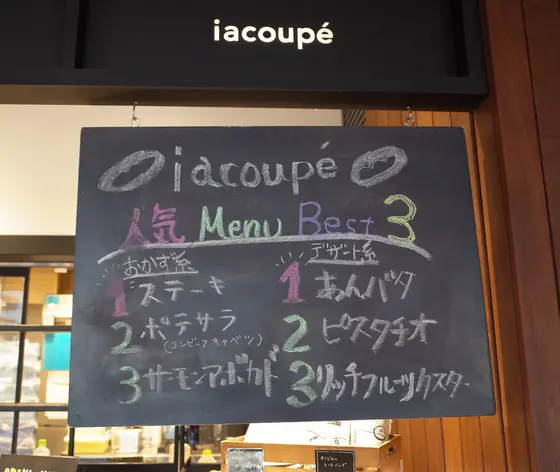 iacoupé
iacoupé
人気 Menu Best 3
おかず系
1 ステーキ
2 ポテサラ
(コンビーフキャベツ)
3 サーモンアボカド
デザート系
1 あんバタ
2 ピスタチオ
3 リッチフルーツカスター